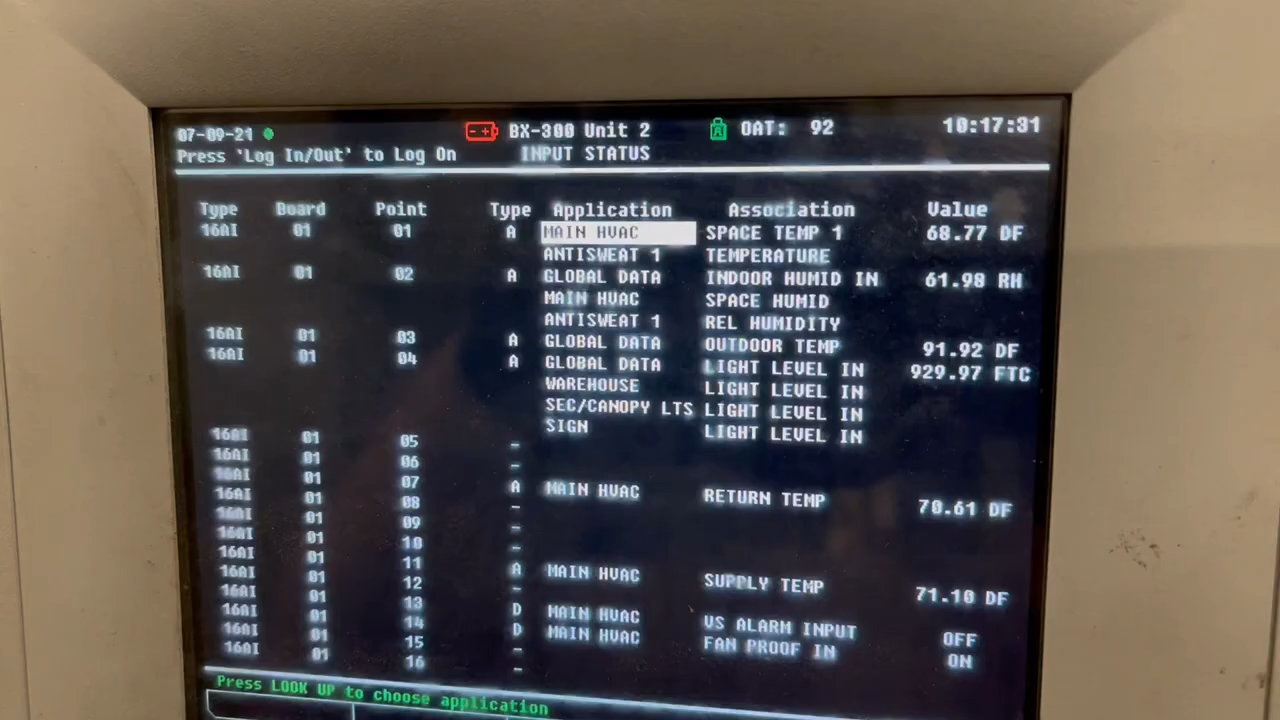 07-09-21 BX-300 Unit 2 OAT: 92 10:17:31
Press 'Log In/Out' to Log On INPUT STATUS
Type Board Point Type Application Association Value
16AI 01 01 A MAIN HVAC SPACE TEMP 1 68.77 DF
ANTISWEAT 1 TEMPERATURE
16AI 01 02 A GLOBAL DATA INDOOR HUMID IN 61.98 RH
MAIN HVAC SPACE HUMID
ANTISWEAT 1 REL HUMIDITY
16AI 01 03 A GLOBAL DATA OUTDOOR TEMP 91.92 DF
16AI 01 04 A GLOBAL DATA LIGHT LEVEL IN 929.97 FTC
WAREHOUSE LIGHT LEVEL IN
SEC/CANOPY LTS LIGHT LEVEL IN
SIGN LIGHT LEVEL IN
16AI 01 05 -
16AI 01 06 -
16AI 01 07 A MAIN HVAC RETURN TEMP 70.61 DF
16AI 01 08 -
16AI 01 09 -
16AI 01 10 -
16AI 01 11 A MAIN HVAC SUPPLY TEMP 71.10 DF
16AI 01 12 -
16AI 01 13 D MAIN HVAC VS ALARM INPUT OFF
16AI 01 14 D MAIN HVAC FAN PROOF IN ON
16AI 01 15 -
16AI 01 16 -
Press LOOK UP to choose application